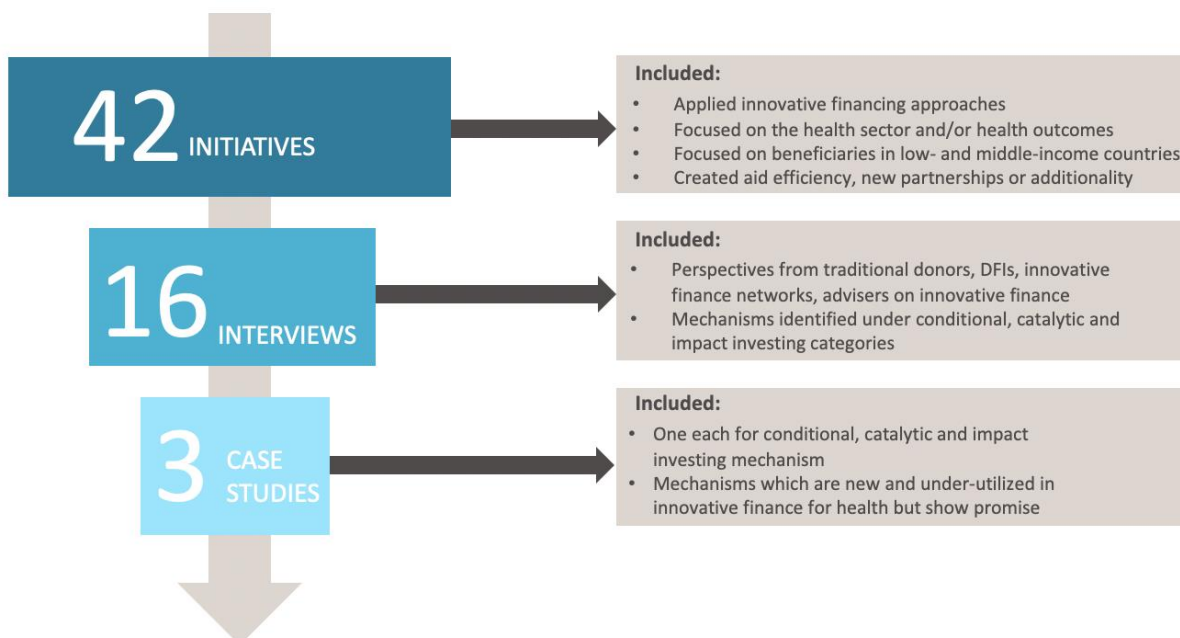 42 INITIATIVES
Included:
• Applied innovative financing approaches
• Focused on the health sector and/or health outcomes
• Focused on beneficiaries in low- and middle-income countries
• Created aid efficiency, new partnerships or additionality
16 INTERVIEWS
Included:
• Perspectives from traditional donors, DFIs, innovative
finance networks, advisers on innovative finance
• Mechanisms identified under conditional, catalytic and
impact investing categories
3 CASE
STUDIES
Included:
• One each for conditional, catalytic and impact
investing mechanism
• Mechanisms which are new and under-utilized in
innovative finance for health but show promise